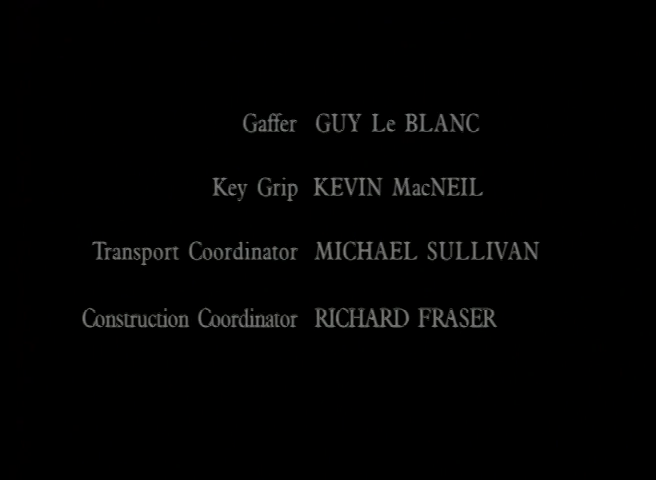 Gaffer GUY Le BLANC
Key Grip KEVIN MacNEIL
Transport Coordinator MICHAEL SULLIVAN
Construction Coordinator RICHARD FRASER